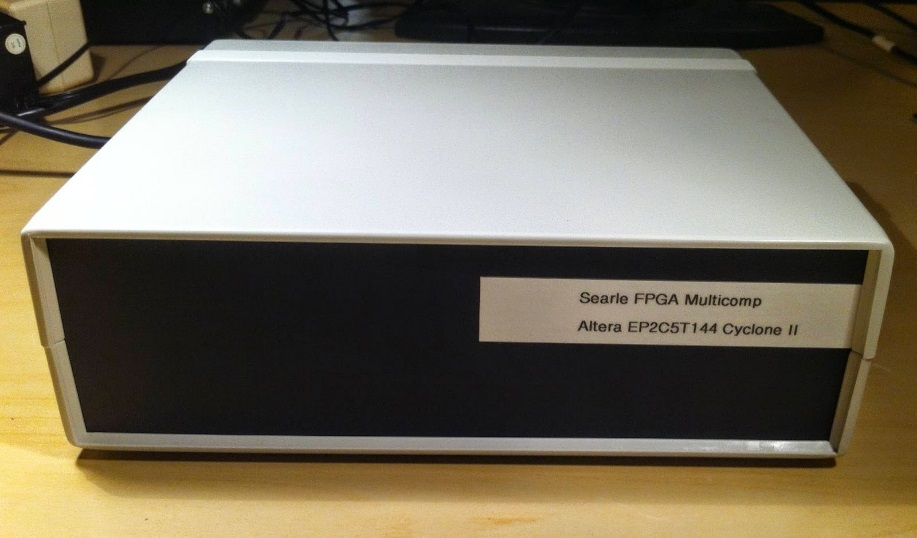 Searle FPGA Multicomp
Altera EP2C5T144 Cyclone II